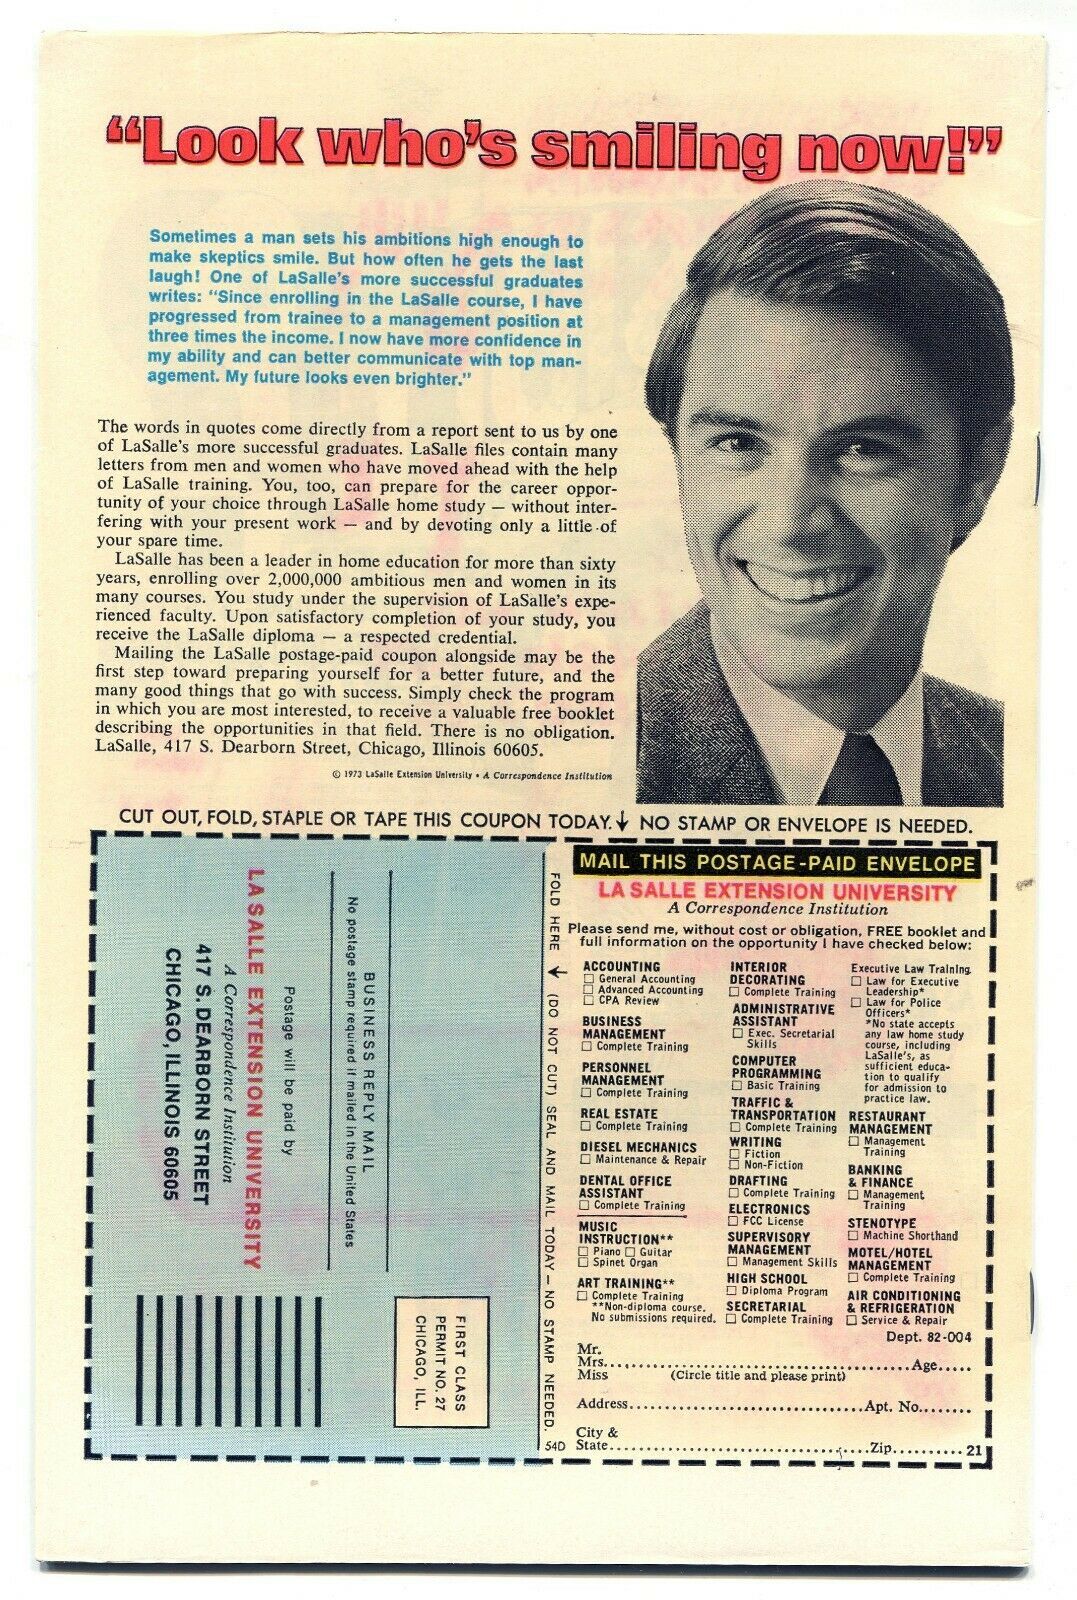 “Look who's smiling now!”
Sometimes a man sets his ambitions high enough to
make skeptics smile. But how often he gets the last
laugh! One of LaSalle's more successful graduates
writes: “Since enrolling in the LaSalle course, I have
progressed from trainee to a management position at
three times the income. I now have more confidence in
my ability and can better communicate with top man-
agement. My future looks even brighter.”
The words in quotes come directly from a report sent to us by one
of LaSalle's more successful graduates. LaSalle files contain many
letters from men and women who have moved ahead with the help
of LaSalle training. You, too, can prepare for the career oppor-
tunity of your choice through LaSalle home study — without inter-
fering with your present work — and by devoting only a little of
your spare time.
LaSalle has been a leader in home education for more than sixty
years, enrolling over 2,000,000 ambitious men and women in its
many courses. You study under the supervision of LaSalle's expe-
rienced faculty. Upon satisfactory completion of your study, you
receive the LaSalle diploma — a respected credential.
Mailing the LaSalle postage-paid coupon alongside may be the
first step toward preparing yourself for a better future, and the
many good things that go with success. Simply check the program
in which you are most interested, to receive a valuable free booklet
describing the opportunities in that field. There is no obligation.
LaSalle, 417 S. Dearborn Street, Chicago, Illinois 60605.
© 1973 LaSalle Extension University • A Correspondence Institution
CUT OUT, FOLD, STAPLE OR TAPE THIS COUPON TODAY. ↓ NO STAMP OR ENVELOPE IS NEEDED.
BUSINESS REPLY MAIL
No postage stamp required if mailed in the United States
Postage will be paid by
LA SALLE EXTENSION UNIVERSITY
A Correspondence Institution
417 S. DEARBORN STREET
CHICAGO, ILLINOIS 60605
FIRST CLASS
PERMIT NO. 27
CHICAGO, ILL.
FOLD HERE ← (DO NOT CUT) SEAL AND MAIL TODAY – NO STAMP NEEDED.
54D
MAIL THIS POSTAGE-PAID ENVELOPE
LA SALLE EXTENSION UNIVERSITY
A Correspondence Institution
Please send me, without cost or obligation, FREE booklet and
full information on the opportunity I have checked below:
ACCOUNTING
☐ General Accounting
☐ Advanced Accounting
☐ CPA Review
BUSINESS
MANAGEMENT
☐ Complete Training
PERSONNEL
MANAGEMENT
☐ Complete Training
REAL ESTATE
☐ Complete Training
DIESEL MECHANICS
☐ Maintenance & Repair
DENTAL OFFICE
ASSISTANT
☐ Complete Training
MUSIC
INSTRUCTION**
☐ Piano ☐ Guitar
☐ Spinet Organ
ART TRAINING**
☐ Complete Training
**Non-diploma course.
No submissions required.
INTERIOR
DECORATING
☐ Complete Training
ADMINISTRATIVE
ASSISTANT
☐ Exec. Secretarial
Skills
COMPUTER
PROGRAMMING
☐ Basic Training
TRAFFIC &
TRANSPORTATION
☐ Complete Training
WRITING
☐ Fiction
☐ Non-Fiction
DRAFTING
☐ Complete Training
ELECTRONICS
☐ FCC License
SUPERVISORY
MANAGEMENT
☐ Management Skills
HIGH SCHOOL
☐ Diploma Program
SECRETARIAL
☐ Complete Training
Executive Law Training
☐ Law for Executive
Leadership*
☐ Law for Police
Officers*
*No state accepts
any law home study
course, including
LaSalle's, as
sufficient educa-
tion to qualify
for admission to
practice law.
RESTAURANT
MANAGEMENT
☐ Management
Training
BANKING
& FINANCE
☐ Management
Training
STENOTYPE
☐ Machine Shorthand
MOTEL/HOTEL
MANAGEMENT
☐ Complete Training
AIR CONDITIONING
& REFRIGERATION
☐ Service & Repair
Dept. 82-004
Mr.
Mrs. Age
Miss (Circle title and please print)
Address Apt. No.
City &
State Zip 21